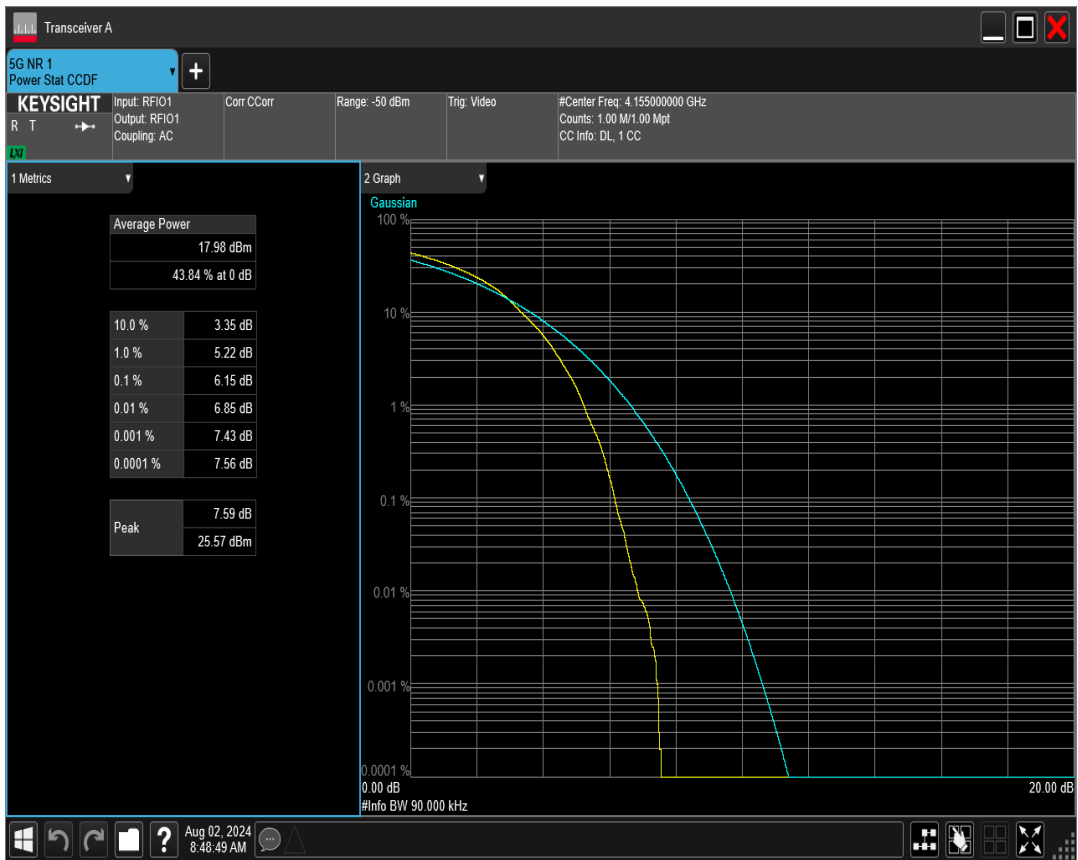 Transceiver A
5G NR 1
Power Stat CCDF
KEYSIGHT
R T
LXI
Input: RFIO1
Output: RFIO1
Coupling: AC
Corr CCorr
Range: -50 dBm
Trig: Video
#Center Freq: 4.155000000 GHz
Counts: 1.00 M/1.00 Mpt
CC Info: DL, 1 CC
1 Metrics
Average Power
17.98 dBm
43.84 % at 0 dB
10.0 % 3.35 dB
1.0 % 5.22 dB
0.1 % 6.15 dB
0.01 % 6.85 dB
0.001 % 7.43 dB
0.0001 % 7.56 dB
Peak 7.59 dB
25.57 dBm
2 Graph
Gaussian
100 %
10 %
1 %
0.1 %
0.01 %
0.001 %
0.0001 %
0.00 dB 20.00 dB
#Info BW 90.000 kHz
Aug 02, 2024
8:48:49 AM